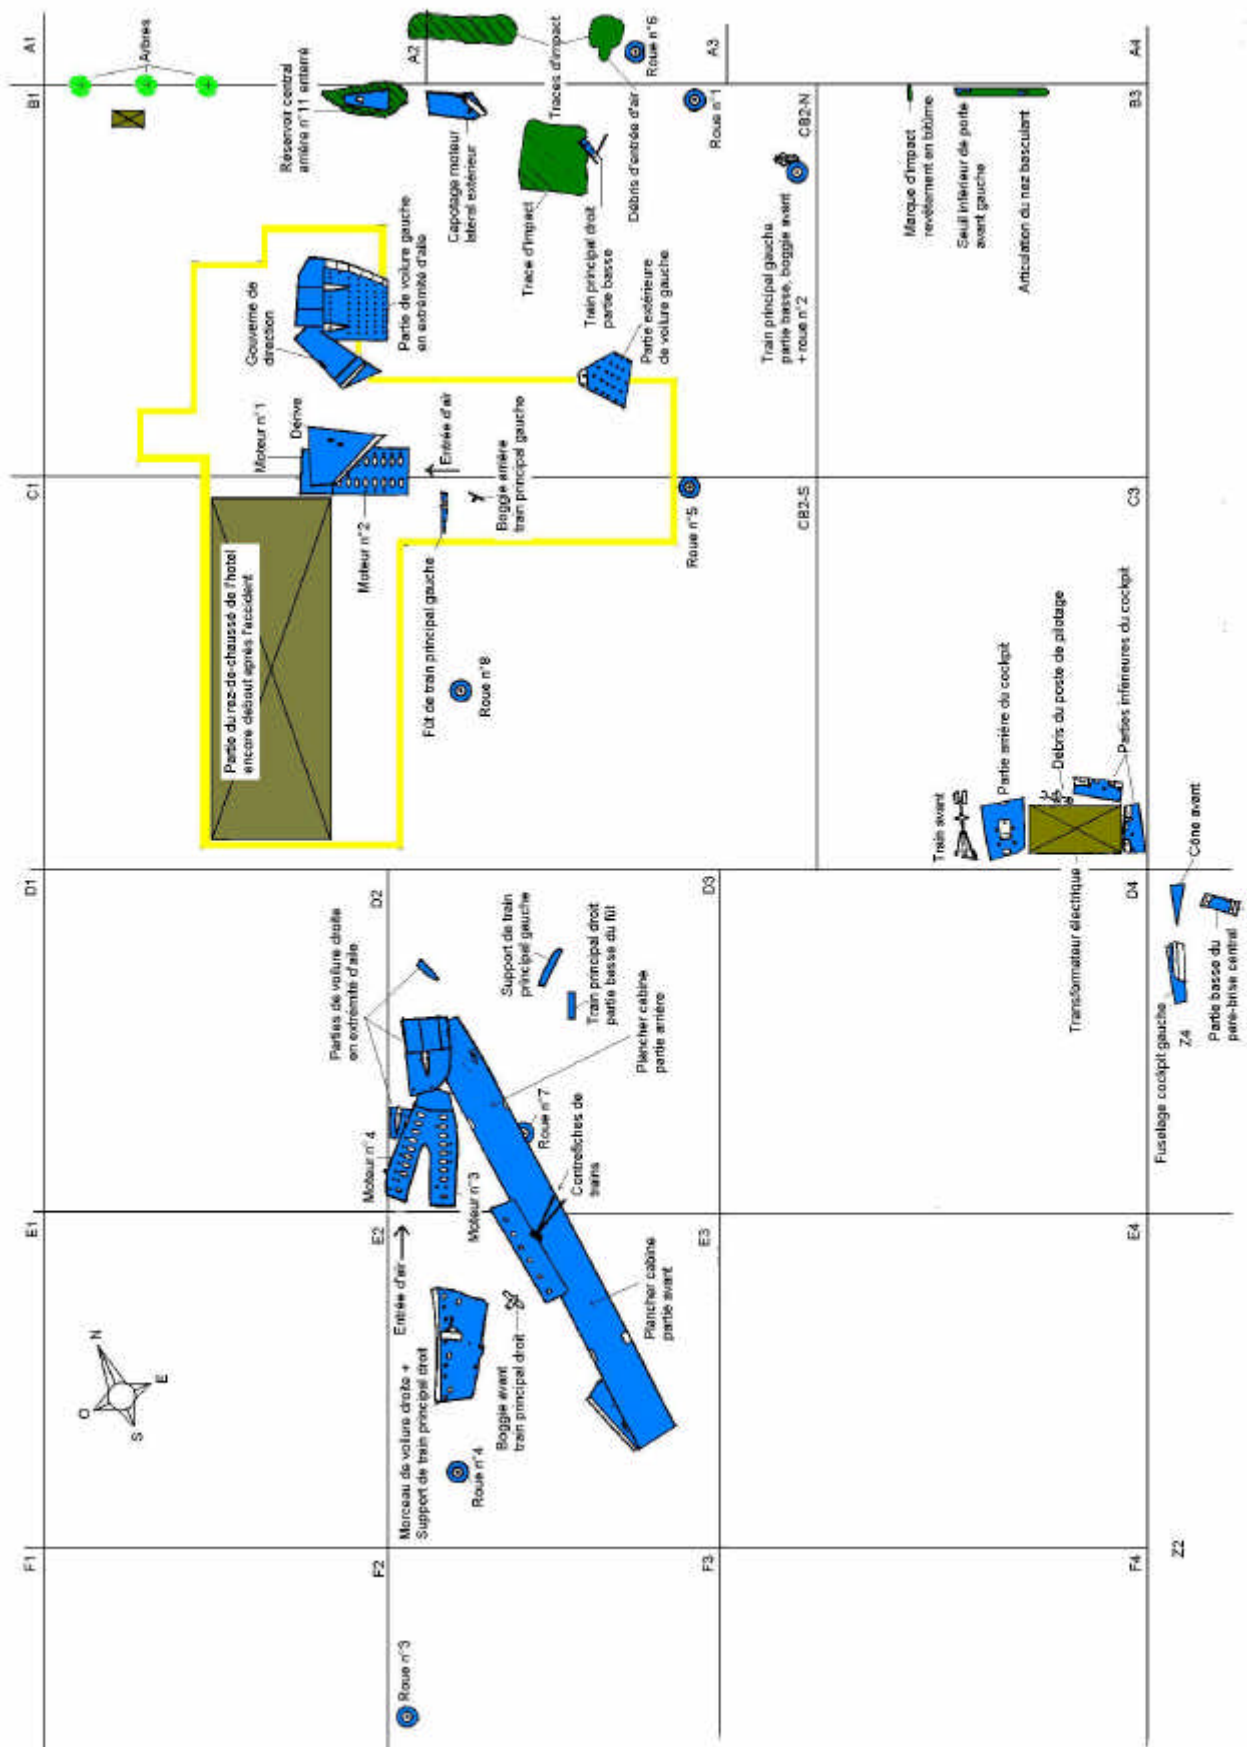 A1
Arbres
B1
Réservoir central
arrière n°11 enterré
A2
Traces d'impact
Roue n°6
A3
A4
Capotage moteur
latéral extérieur
Trace d'impact
Train principal droit
partie basse
Débris d'entrée d'air
Roue n°1
CB2-N
Train principal gauche
partie basse, boggie avant
+ roue n°2
Marque d'impact
revêtement en bitûme
Seuil inférieur de porte
avant gauche
Articulation du nez basculant
B3
Gouverne de
direction
Partie de voilure gauche
en extrémité d'aile
Partie extérieure
de voilure gauche
Moteur n°1
Dérive
C1
Moteur n°2
Entrée d'air
Boggie arrière
train principal gauche
Fût de train principal gauche
Roue n°5
CB2-S
C3
Partie du rez-de-chaussé de l'hotel
encore debout après l'accident
Roue n°8
Train avant
Partie arrière du cockpit
Débris du poste de pilotage
Parties inférieures du cockpit
Cône avant
D1
D2
D3
D4
Transformateur électrique
Parties de voilure droite
en extrémité d'aile
Support de train
principal gauche
Train principal droit
partie basse du fût
Plancher cabine
partie arrière
Fuselage cockpit gauche
Z4
Partie basse du
pare-brise central
Moteur n°4
Moteur n°3
Roue n°7
Contrefiches de
trains
E1
E2
E3
E4
Entrée d'air
Morceau de voilure droite +
Support de train principal droit
Boggie avant
train principal droit
Roue n°4
Plancher cabine
partie avant
N
O
E
S
F1
F2
F3
F4
Z2
Roue n°3